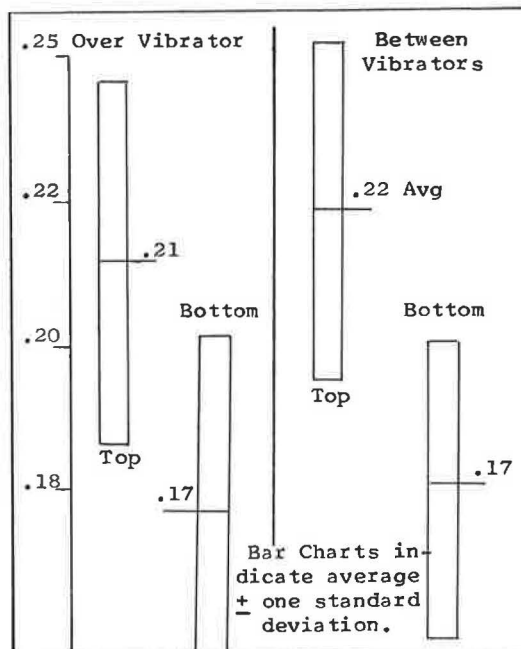 .25 Over Vibrator
Between
Vibrators
.22
.22 Avg
.21
Bottom
Bottom
.20
Top
Top
.18
.17
.17
Bar Charts in-
dicate average
± one standard
deviation.